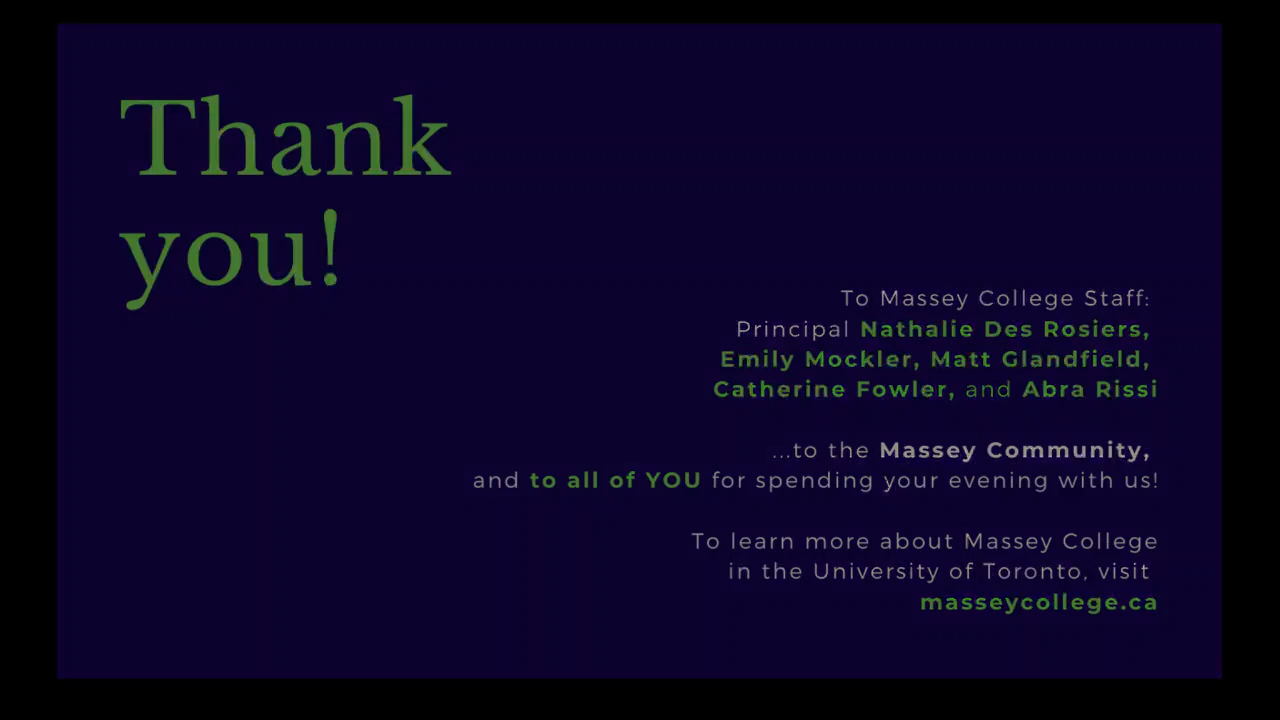 Thank
you!
To Massey College Staff:
Principal Nathalie Des Rosiers,
Emily Mockler, Matt Glandfield,
Catherine Fowler, and Abra Rissi
...to the Massey Community,
and to all of YOU for spending your evening with us!
To learn more about Massey College
in the University of Toronto, visit
masseycollege.ca